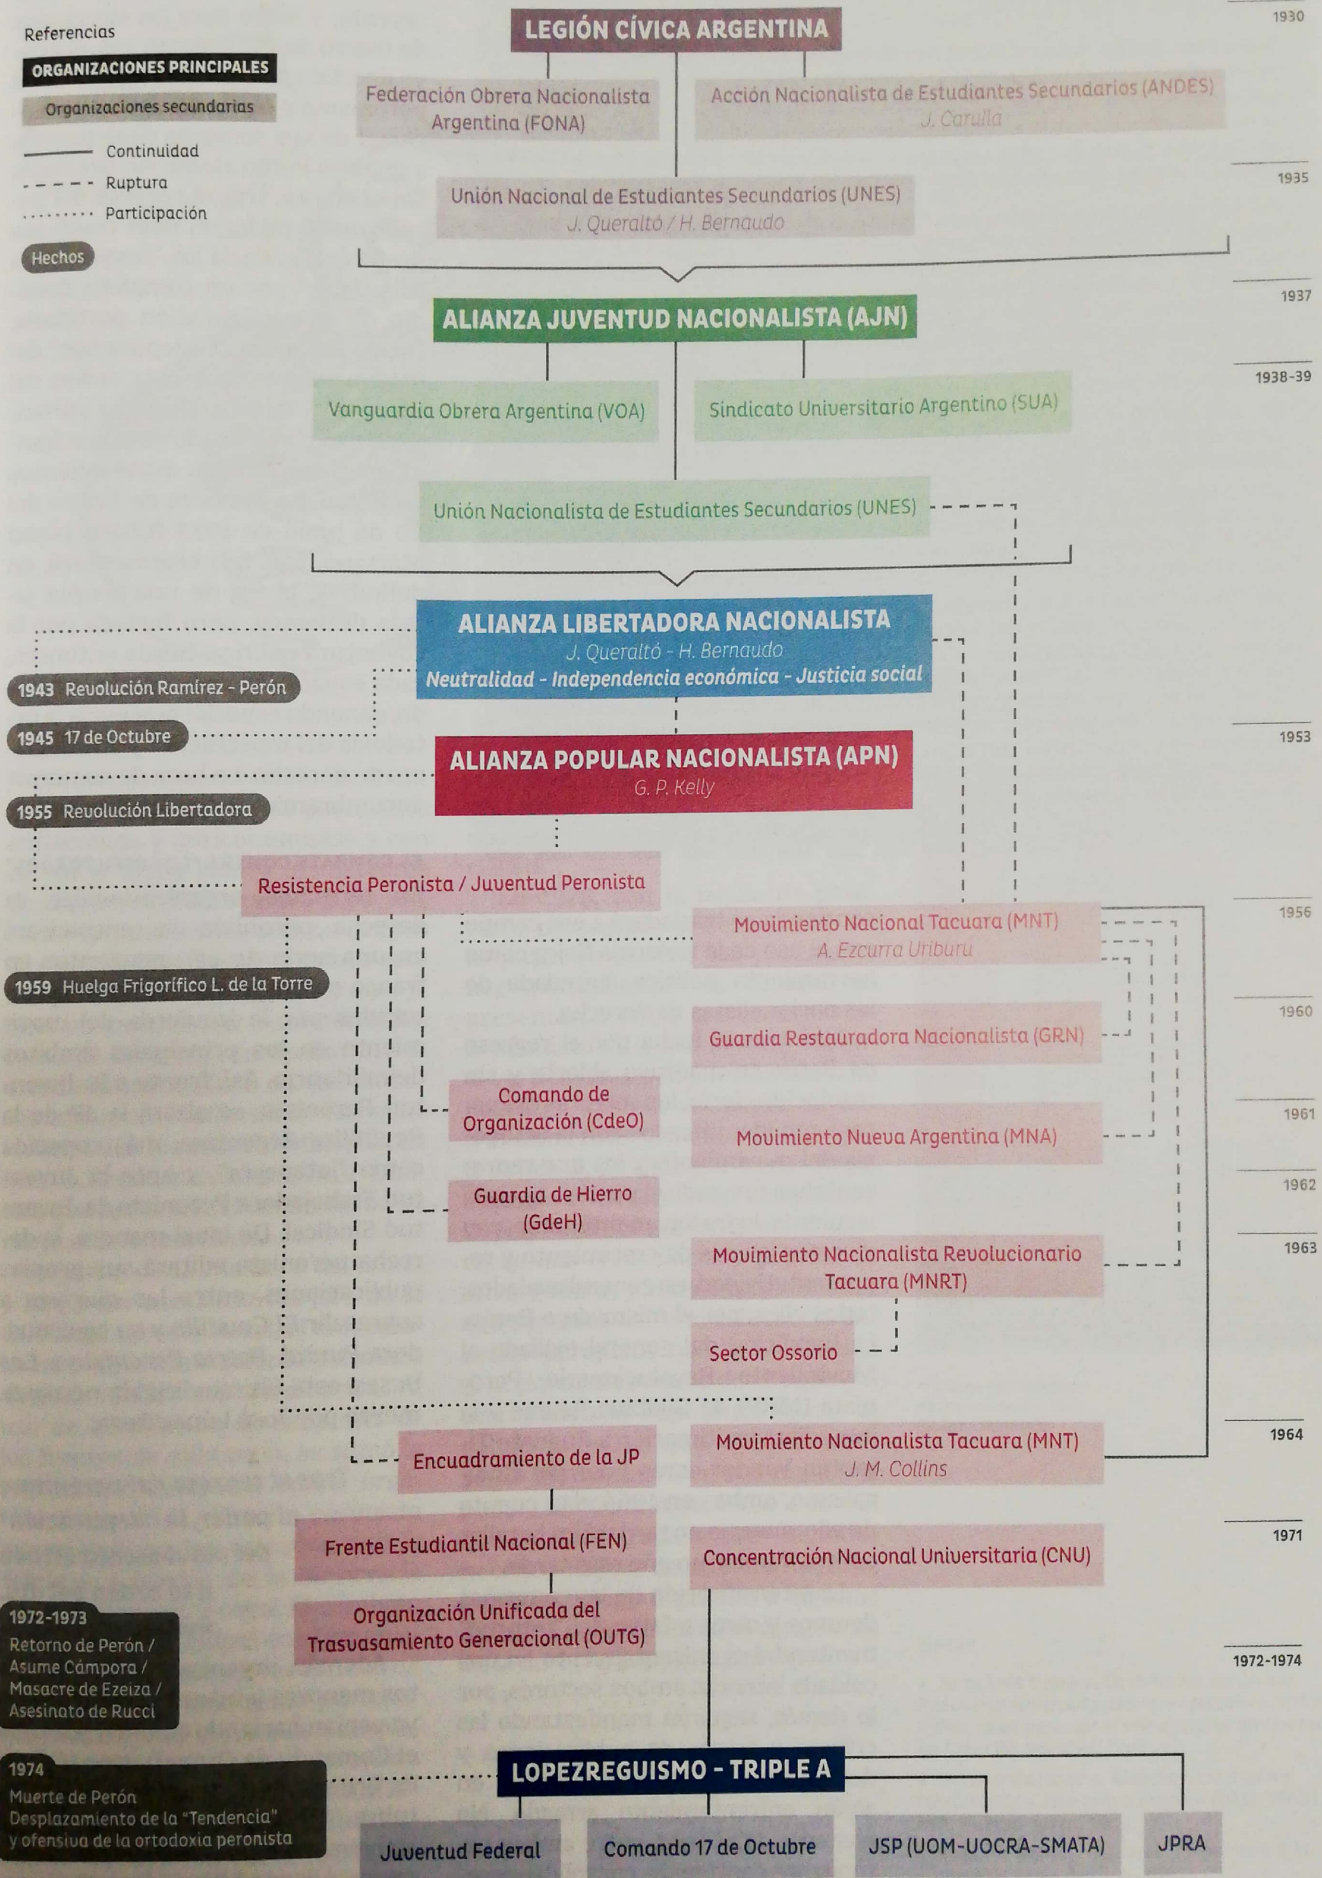 Referencias
ORGANIZACIONES PRINCIPALES
Organizaciones secundarias
Continuidad
Ruptura
Participación
Hechos
LEGIÓN CÍVICA ARGENTINA
1930
Federación Obrera Nacionalista
Argentina (FONA)
Acción Nacionalista de Estudiantes Secundarios (ANDES)
J. Carulla
1935
Unión Nacional de Estudiantes Secundarios (UNES)
J. Queraltó / H. Bernaudo
1937
ALIANZA JUVENTUD NACIONALISTA (AJN)
1938-39
Vanguardia Obrera Argentina (VOA)
Sindicato Universitario Argentino (SUA)
Unión Nacionalista de Estudiantes Secundarios (UNES)
ALIANZA LIBERTADORA NACIONALISTA
J. Queraltó - H. Bernaudo
Neutralidad - Independencia económica - Justicia social
1943 Revolución Ramírez - Perón
1945 17 de Octubre
1953
ALIANZA POPULAR NACIONALISTA (APN)
G. P. Kelly
1955 Revolución Libertadora
Resistencia Peronista / Juventud Peronista
1956
Movimiento Nacional Tacuara (MNT)
A. Ezcurra Uriburu
1959 Huelga Frigorífico L. de la Torre
1960
Guardia Restauradora Nacionalista (GRN)
Comando de
Organización (CdeO)
1961
Movimiento Nueva Argentina (MNA)
1962
Guardia de Hierro
(GdeH)
1963
Movimiento Nacionalista Revolucionario
Tacuara (MNRT)
Sector Ossorio
1964
Encuadramiento de la JP
Movimiento Nacionalista Tacuara (MNT)
J. M. Collins
1971
Frente Estudiantil Nacional (FEN)
Concentración Nacional Universitaria (CNU)
Organización Unificada del
Trasvasamiento Generacional (OUTG)
1972-1973
Retorno de Perón /
Asume Cámpora /
Masacre de Ezeiza /
Asesinato de Rucci
1972-1974
1974
Muerte de Perón
Desplazamiento de la "Tendencia"
y ofensiva de la ortodoxia peronista
LOPEZREGUISMO - TRIPLE A
Juventud Federal
Comando 17 de Octubre
JSP (UOM-UOCRA-SMATA)
JPRA